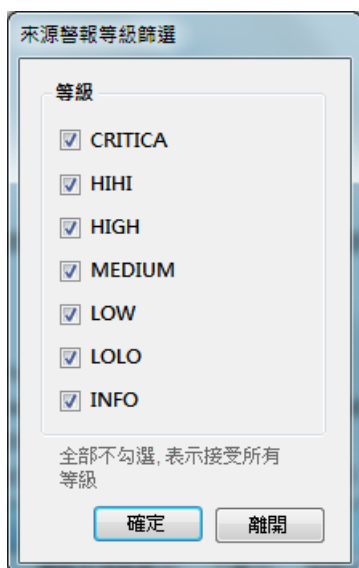 來源警報等級篩選
等級
CRITICA
HIHI
HIGH
MEDIUM
LOW
LOLO
INFO
全部不勾選, 表示接受所有
等級
確定
離開